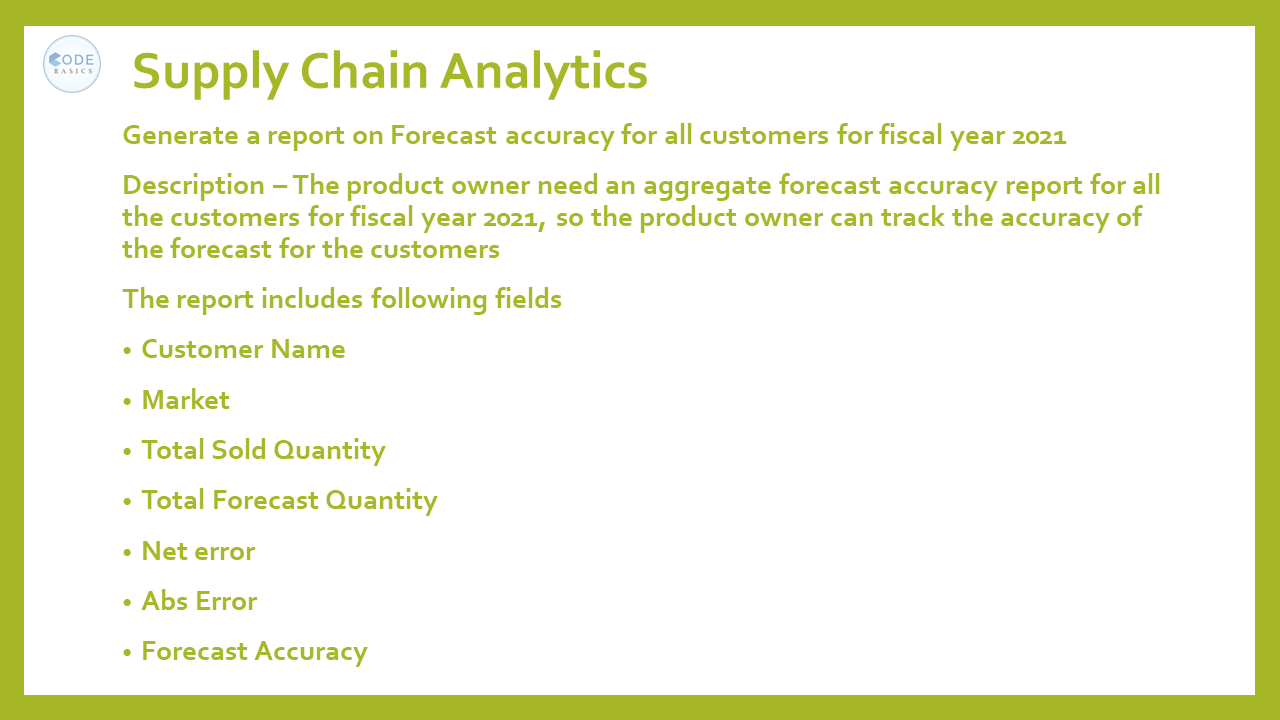 CODE
BASICS
Supply Chain Analytics
Generate a report on Forecast accuracy for all customers for fiscal year 2021
Description – The product owner need an aggregate forecast accuracy report for all
the customers for fiscal year 2021, so the product owner can track the accuracy of
the forecast for the customers
The report includes following fields
• Customer Name
• Market
• Total Sold Quantity
• Total Forecast Quantity
• Net error
• Abs Error
• Forecast Accuracy